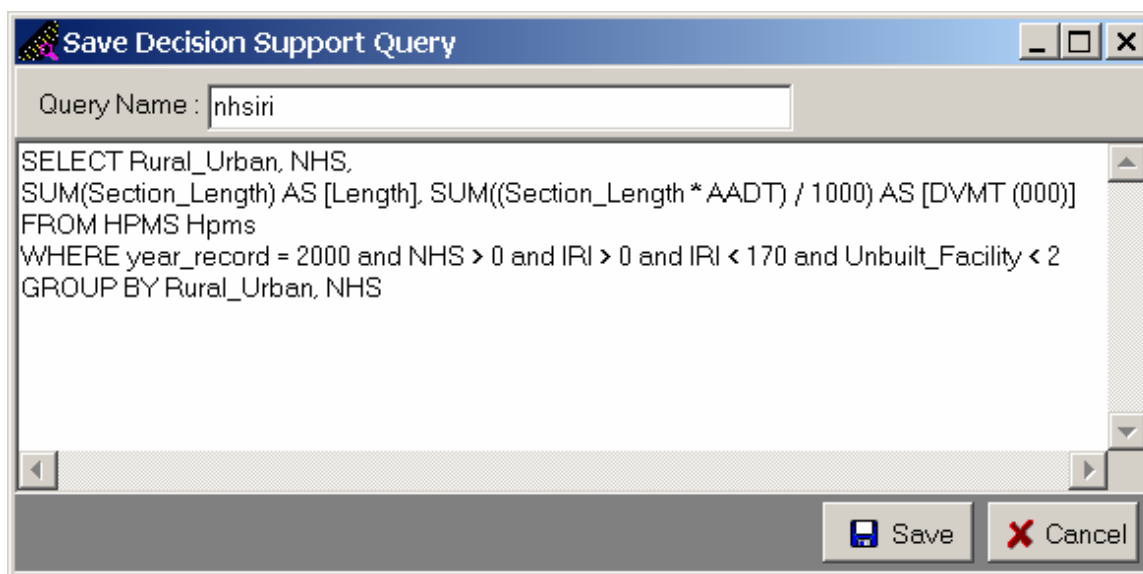 Save Decision Support Query
Query Name : nhsiri
SELECT Rural_Urban, NHS,
SUM(Section_Length) AS [Length], SUM((Section_Length * AADT) / 1000) AS [DVMT (000)]
FROM HPMS Hpms
WHERE year_record = 2000 and NHS > 0 and IRI > 0 and IRI < 170 and Unbuilt_Facility < 2
GROUP BY Rural_Urban, NHS
Save Cancel